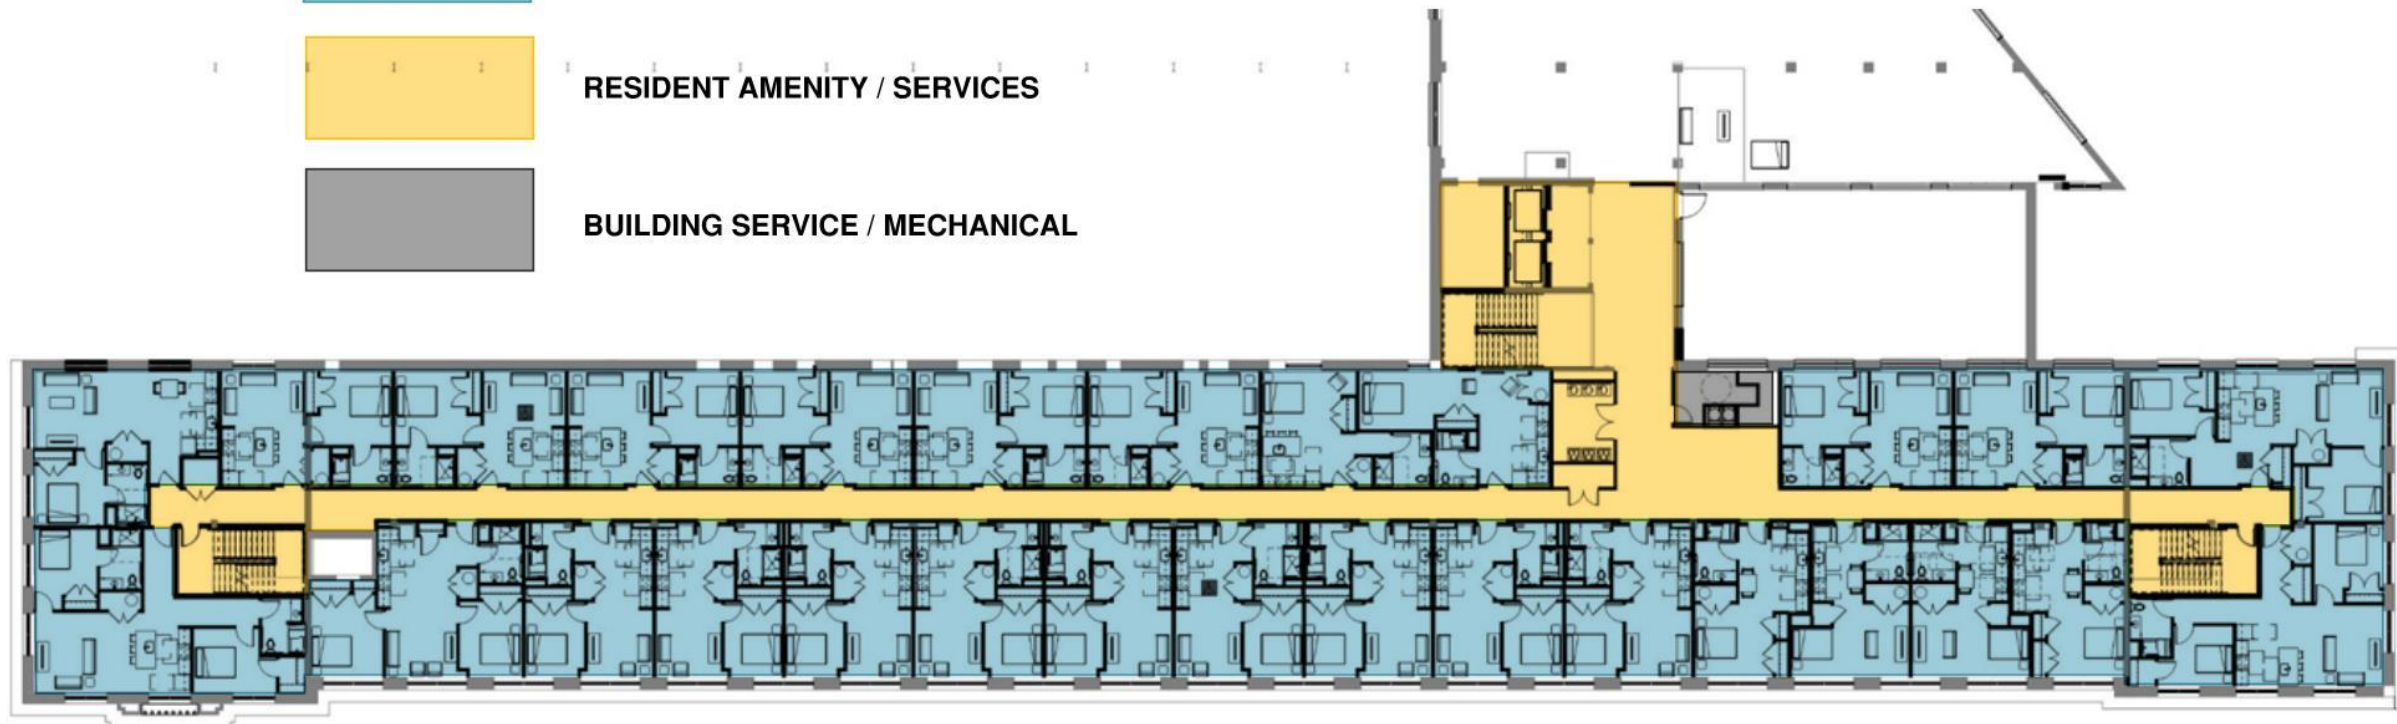 RESIDENT AMENITY / SERVICES
BUILDING SERVICE / MECHANICAL